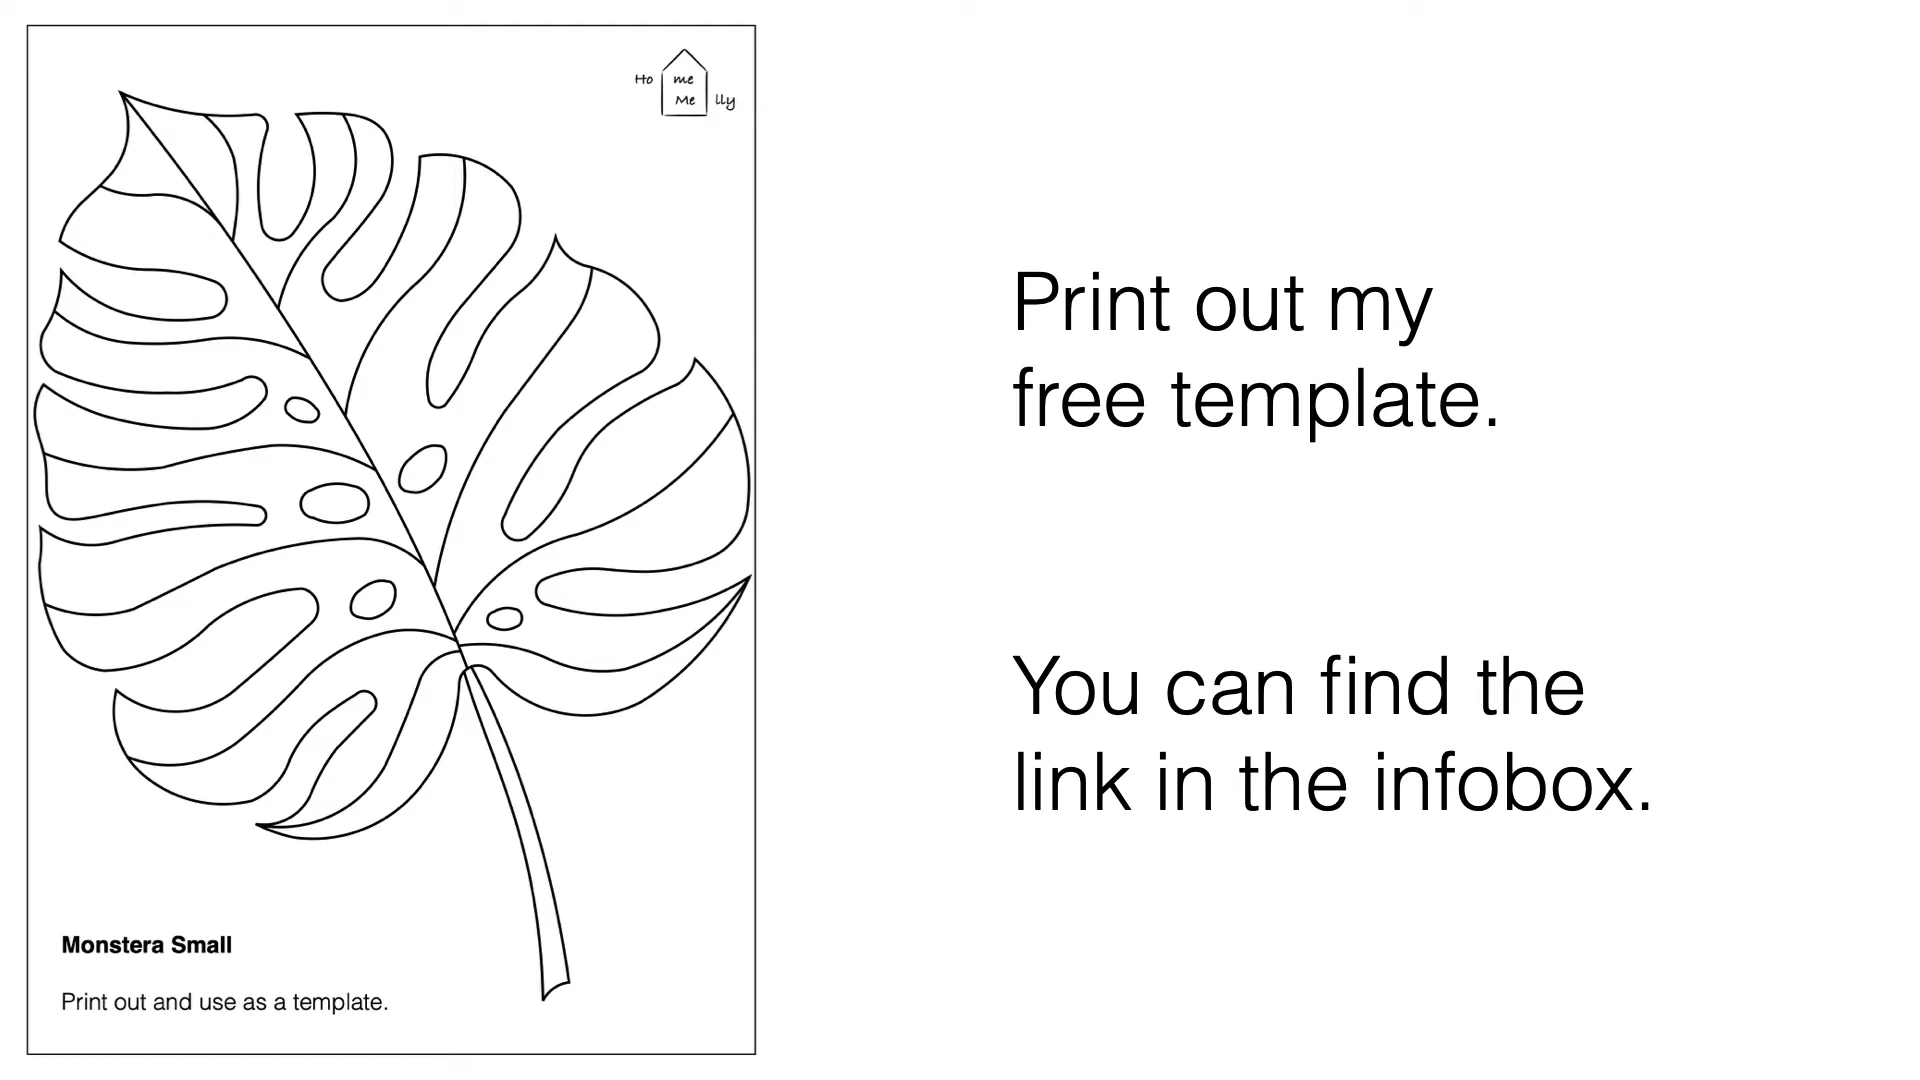 Ho me
Me lly
Print out my
free template.
You can find the
link in the infobox.
Monstera Small
Print out and use as a template.